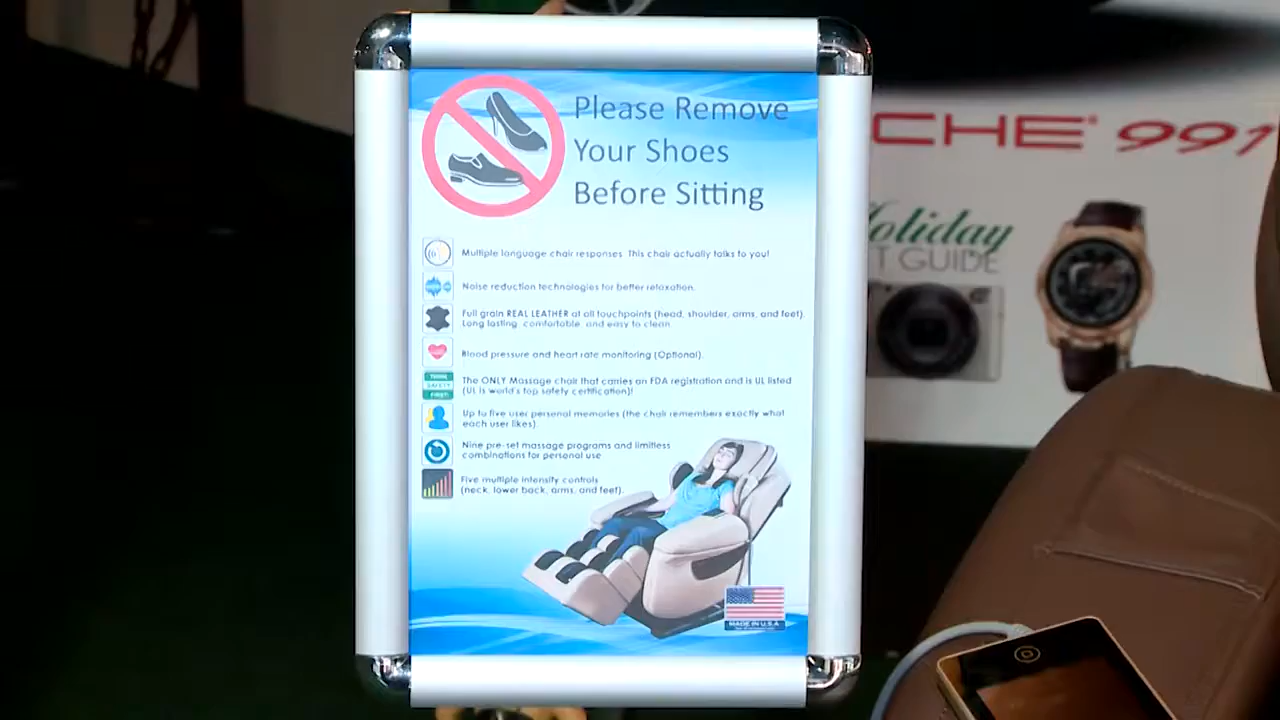 Please Remove
Your Shoes
Before Sitting
Multiple language chair responses. This chair actually talks to you!
Noise reduction technologies for better relaxation.
Full grain REAL LEATHER at all touchpoints (head, shoulder, arms, and feet).
Long lasting, comfortable, and easy to clean.
Blood pressure and heart rate monitoring (Optional).
THINK
SAFETY
FIRST!
The ONLY Massage chair that carries an FDA registration and is UL listed
(UL is world's top safety certification)!
Up to five user personal memories (the chair remembers exactly what
each user likes).
Nine pre-set massage programs and limitless
combinations for personal use
Five multiple intensity controls
(neck, lower back, arms, and feet).
MADE IN U.S.A
CHE 991
Holiday
T GUIDE